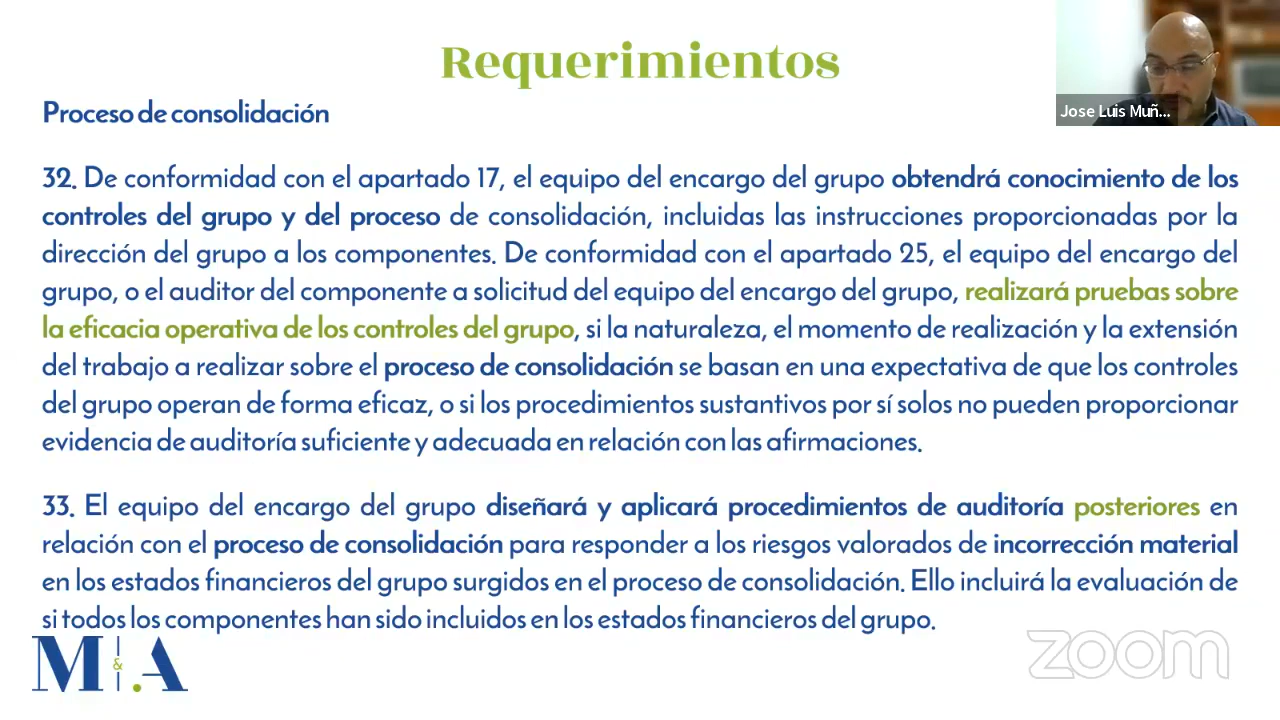 Requerimientos
Jose Luis Muñ...
Proceso de consolidación
32. De conformidad con el apartado 17, el equipo del encargo del grupo obtendrá conocimiento de los
controles del grupo y del proceso de consolidación, incluidas las instrucciones proporcionadas por la
dirección del grupo a los componentes. De conformidad con el apartado 25, el equipo del encargo del
grupo, o el auditor del componente a solicitud del equipo del encargo del grupo, realizará pruebas sobre
la eficacia operativa de los controles del grupo, si la naturaleza, el momento de realización y la extensión
del trabajo a realizar sobre el proceso de consolidación se basan en una expectativa de que los controles
del grupo operan de forma eficaz, o si los procedimientos sustantivos por sí solos no pueden proporcionar
evidencia de auditoría suficiente y adecuada en relación con las afirmaciones.
33. El equipo del encargo del grupo diseñará y aplicará procedimientos de auditoría posteriores en
relación con el proceso de consolidación para responder a los riesgos valorados de incorrección material
en los estados financieros del grupo surgidos en el proceso de consolidación. Ello incluirá la evaluación de
si todos los componentes han sido incluidos en los estados financieros del grupo.
M&A
zoom